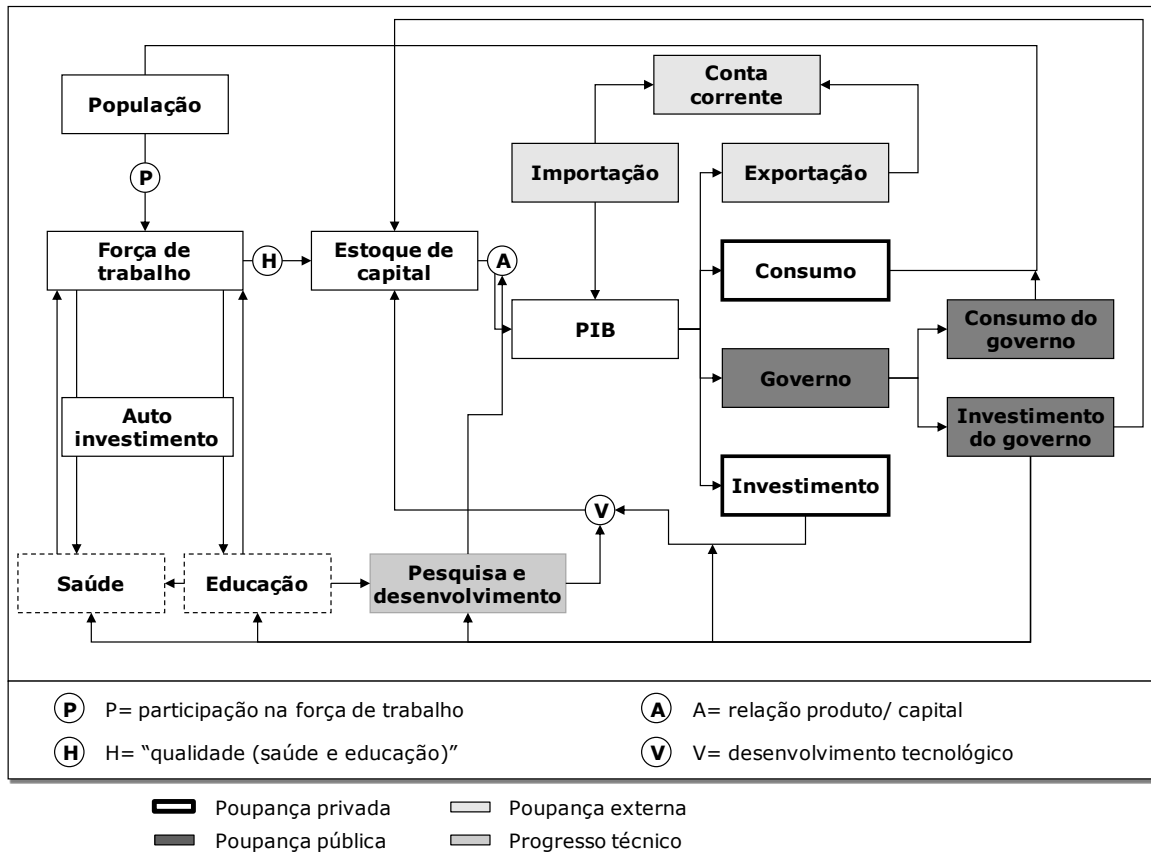 Conta
corrente
População
Importação
Exportação
P
Força de
trabalho
H
Estoque de
capital
A
Consumo
PIB
Consumo do
governo
Governo
Auto
investimento
Investimento
do governo
Investimento
V
Saúde
Educação
Pesquisa e
desenvolvimento
P P= participação na força de trabalho
A A= relação produto/ capital
H H= “qualidade (saúde e educação)”
V V= desenvolvimento tecnológico
Poupança privada
Poupança externa
Poupança pública
Progresso técnico